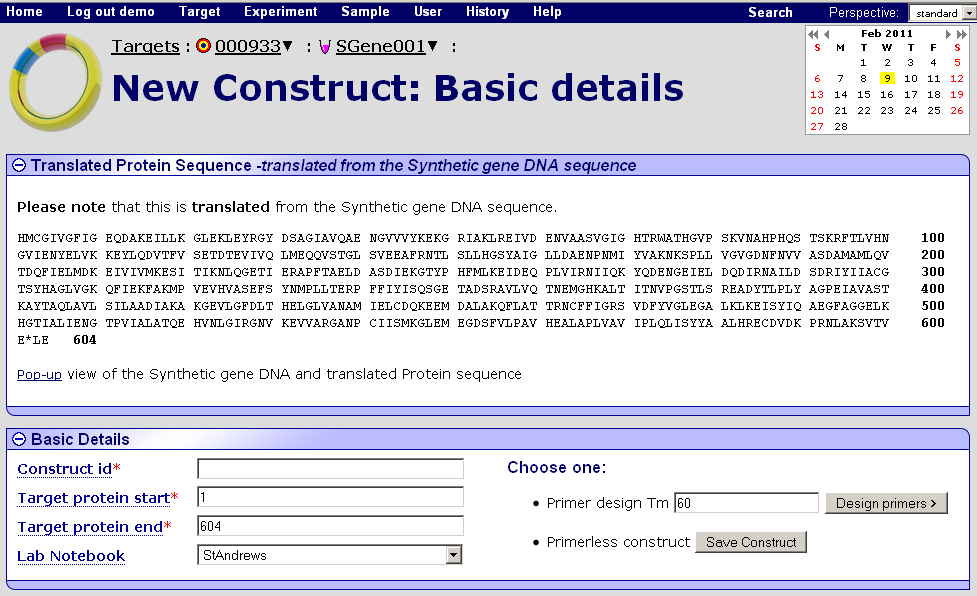 Home Log out demo Target Experiment Sample User History Help Search Perspective: standard
Targets : 000933▼ : SGene001▼ :
New Construct: Basic details
Feb 2011
S M T W T F S
1 2 3 4 5
6 7 8 9 10 11 12
13 14 15 16 17 18 19
20 21 22 23 24 25 26
27 28
Translated Protein Sequence -translated from the Synthetic gene DNA sequence
Please note that this is translated from the Synthetic gene DNA sequence.
HMCGIVGFIG EQDAKEILLK GLEKLEYRGY DSAGIAVQAE NGVVVYKEKG RIAKLREIVD ENVAASVGIG HTRWATHGVP SKVNAHPHQS TSKRFTLVHN 100
GVIENYELVK KEYLQDVTFV SETDTEVIVQ LMEQQVSTGL SVEEAFRNTL SLLHGSYAIG LLDAENPNMI YVAKNKSPLL VGVGDNFNVV ASDAMAMLQV 200
TDQFIELMDK EIVIVMKESI TIKNLQGETI ERAPFTAELD ASDIEKGTYP HFMLKEIDEQ PLVIRNIIQK YQDENGEIEL DQDIRNAILD SDRIYIIACG 300
TSYHAGLVGK QFIEKFAKMP VEVHVASEFS YNMPLLTERP FFIYISQSGE TADSRAVLVQ TNEMGHKALT ITNVPGSTLS READYTLPLY AGPEIAVAST 400
KAYTAQLAVL SILAADIAKA KGEVLGFDLT HELGLVANAM IELCDQKEEM DALAKQFLAT TRNCFFIGRS VDFYVGLEGA LKLKEISYIQ AEGFAGGELK 500
HGTIALIENG TPVIALATQE HVNLGIRGNV KEVVARGANP CIISMKGLEM EGDSFVLPAV HEALAPLVAV IPLQLISYYA ALHRECDVDK PRNLAKSVTV 600
E*LE 604
Pop-up view of the Synthetic gene DNA and translated Protein sequence
Basic Details
Construct id*
Target protein start* 1
Target protein end* 604
Lab Notebook StAndrews
Choose one:
• Primer design Tm 60 Design primers >
• Primerless construct Save Construct